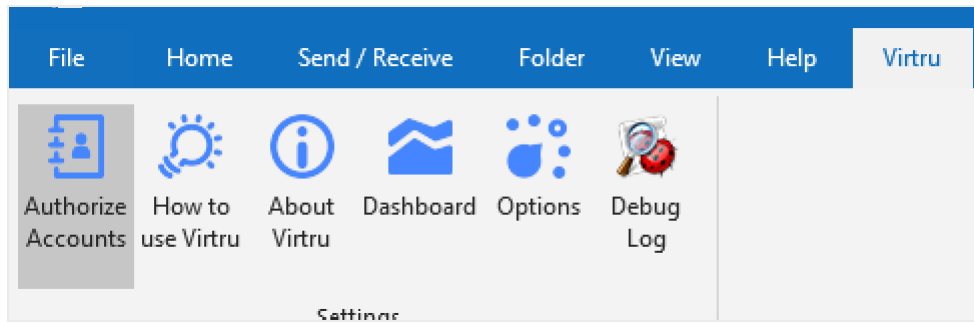 File Home Send / Receive Folder View Help Virtru
Authorize How to About Dashboard Options Debug
Accounts use Virtru Virtru Log
Settings